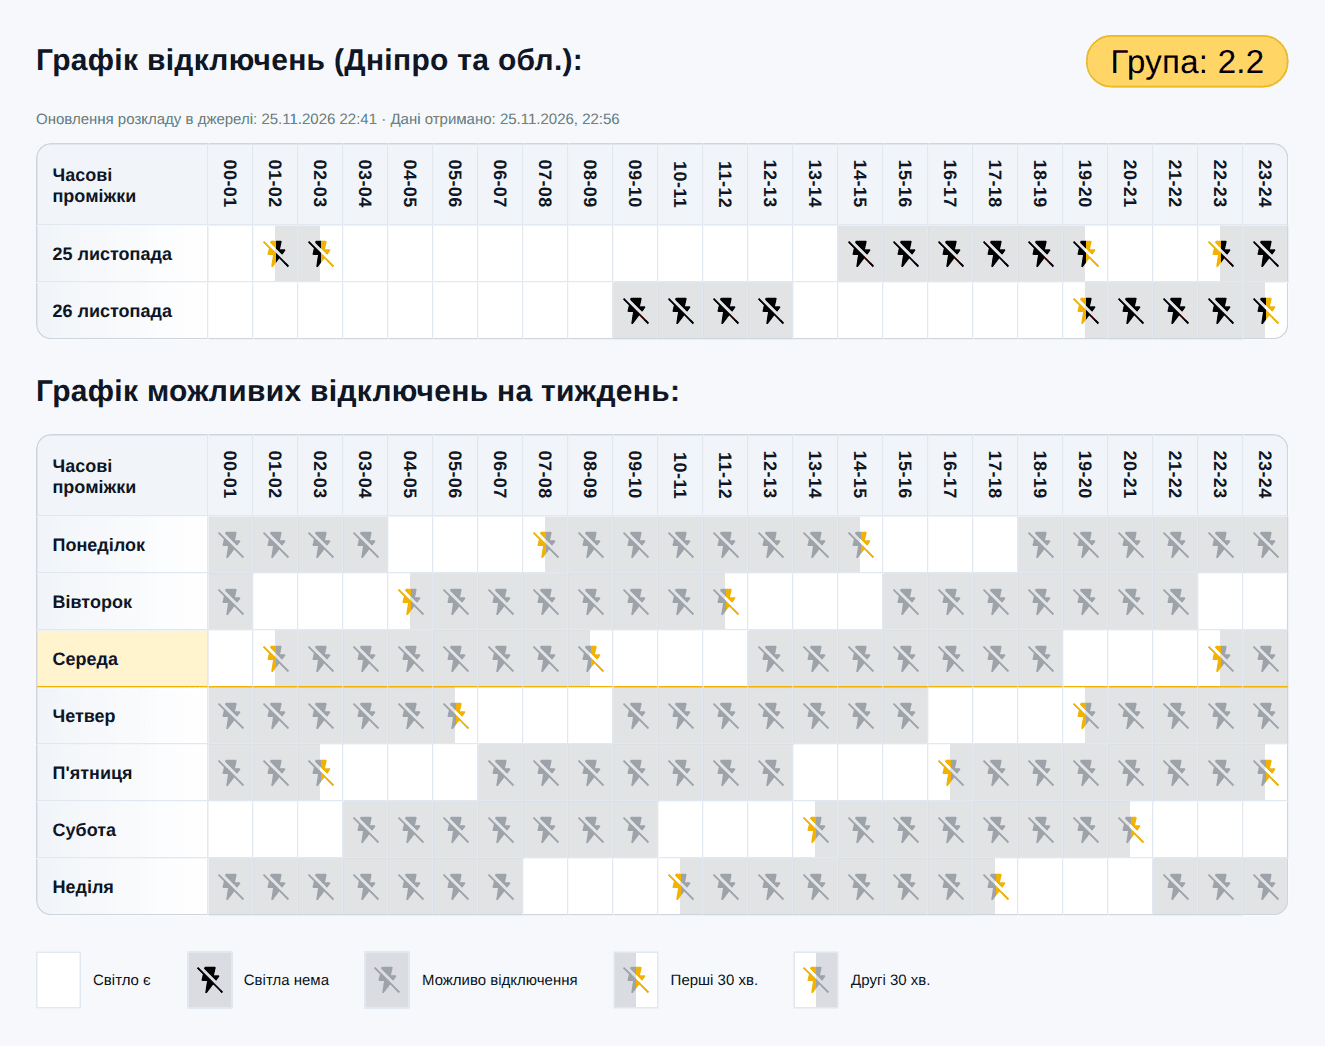 Графік відключень (Дніпро та обл.):
Група: 2.2
Оновлення розкладу в джерелі: 25.11.2026 22:41 · Дані отримано: 25.11.2026, 22:56
Часові проміжки 00-01 01-02 02-03 03-04 04-05 05-06 06-07 07-08 08-09 09-10 10-11 11-12 12-13 13-14 14-15 15-16 16-17 17-18 18-19 19-20 20-21 21-22 22-23 23-24
25 листопада
26 листопада
Графік можливих відключень на тиждень:
Часові проміжки 00-01 01-02 02-03 03-04 04-05 05-06 06-07 07-08 08-09 09-10 10-11 11-12 12-13 13-14 14-15 15-16 16-17 17-18 18-19 19-20 20-21 21-22 22-23 23-24
Понеділок
Вівторок
Середа
Четвер
П'ятниця
Субота
Неділя
Світло є
Світла нема
Можливо відключення
Перші 30 хв.
Другі 30 хв.